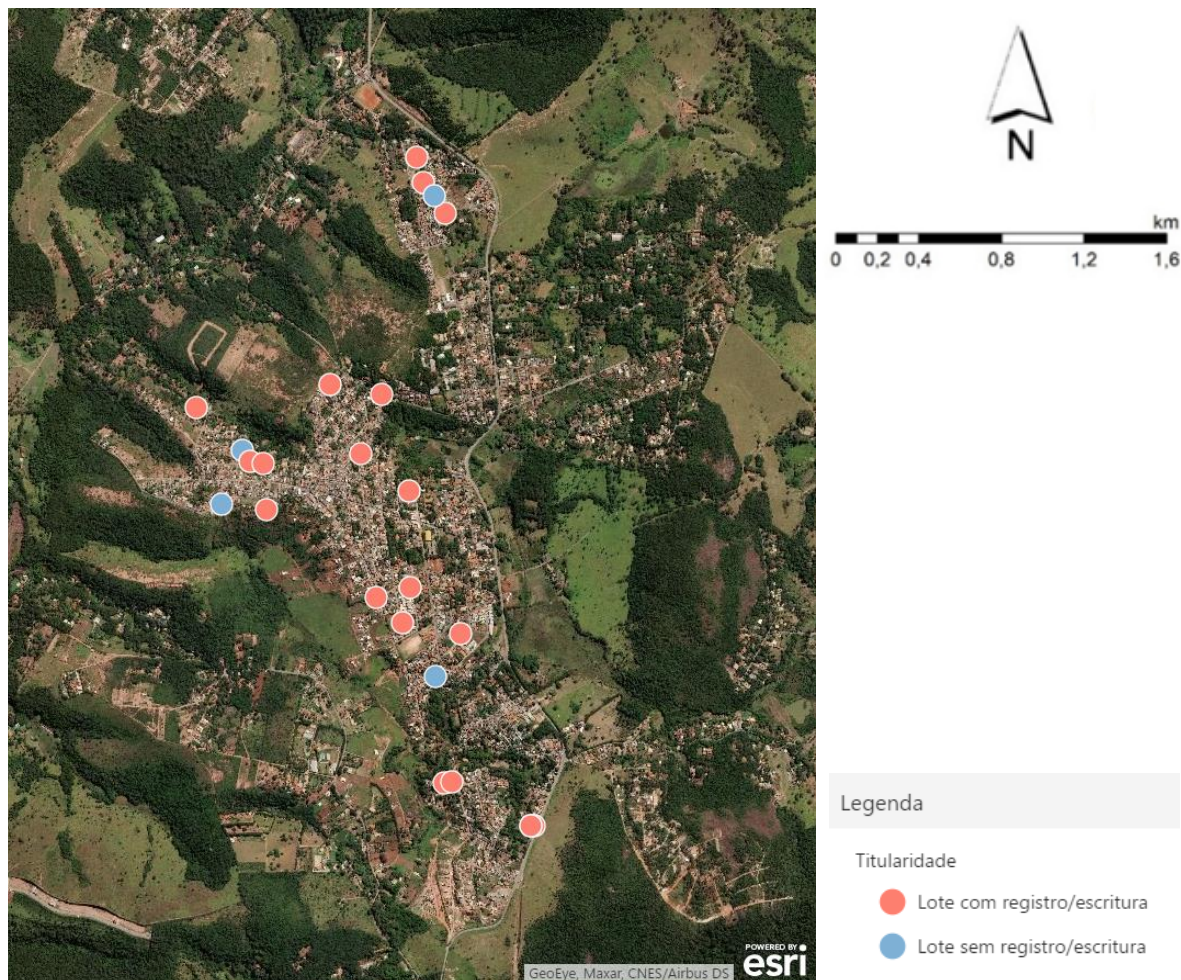 N
km
0 0,2 0,4 0,8 1,2 1,6
Legenda
Titularidade
Lote com registro/escritura
Lote sem registro/escritura
POWERED BY
esri
GeoEye, Maxar, CNES/Airbus DS